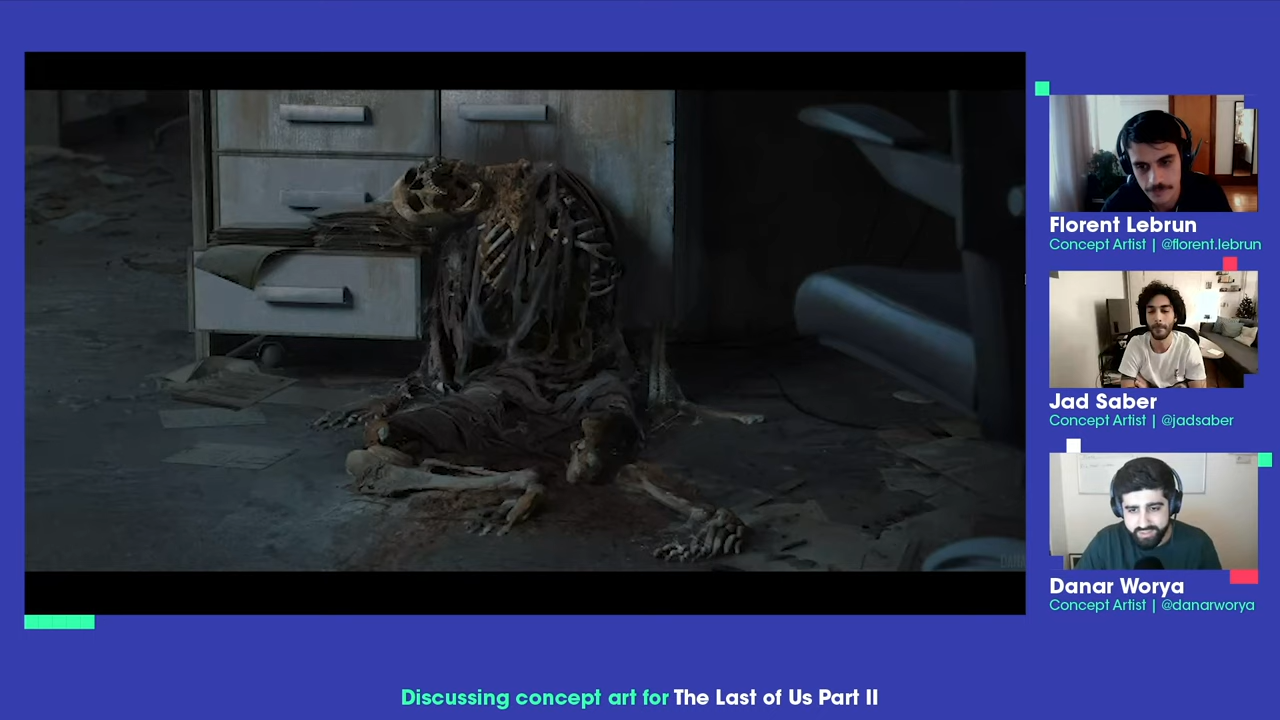 Florent Lebrun
Concept Artist | @florent.lebrun
Jad Saber
Concept Artist | @jadsaber
Danar Worya
Concept Artist | @danarworya
Discussing concept art for The Last of Us Part II